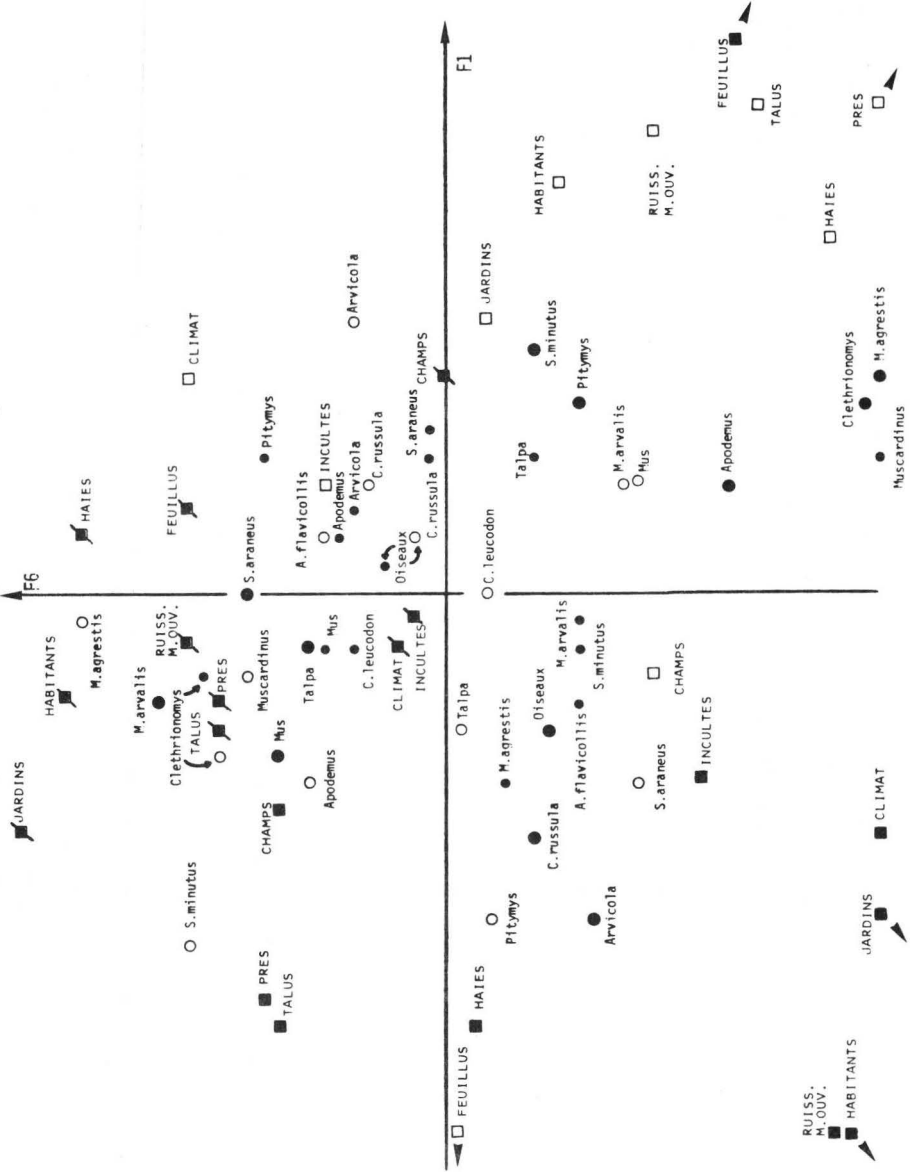 F6
JARDINS
HABITANTS
M.agrestis
HAIES
M.arvalis
RUISS.
M.OUV.
FEUILLUS
CLIMAT
S.minutus
Clethrionomys
TALUS
PRES
Muscardinus
S.araneus
Pitymys
PRES
TALUS
CHAMPS
Mus
Apodemus
Talpa
Mus
C.leucodon
A.flavicollis
INCULTES
Apodemus
Arvicola
C.russula
Arvicola
CLIMAT
INCULTES
Oiseaux
C.russula
S.araneus
CHAMPS
F1
FEUILLUS
HAIES
Talpa
C.leucodon
JARDINS
Pitymys
M.agrestis
Oiseaux
M.arvalis
S.minutus
Talpa
S.minutus
HABITANTS
C.russula
A.flavicollis
Pitymys
Arvicola
S.araneus
CHAMPS
M.arvalis
Mus
RUISS.
M.OUV.
INCULTES
Apodemus
FEUILLUS
TALUS
RUISS.
M.OUV.
HABITANTS
JARDINS
CLIMAT
Clethrionomys
M.agrestis
Muscardinus
HAIES
PRES